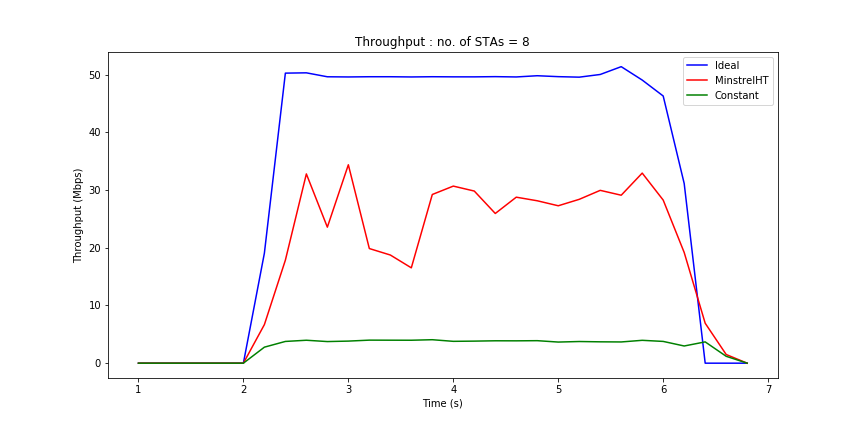 Throughput : no. of STAs = 8
Ideal
MinstrelHT
Constant
Throughput (Mbps)
50
40
30
20
10
0
1 2 3 4 5 6 7
Time (s)